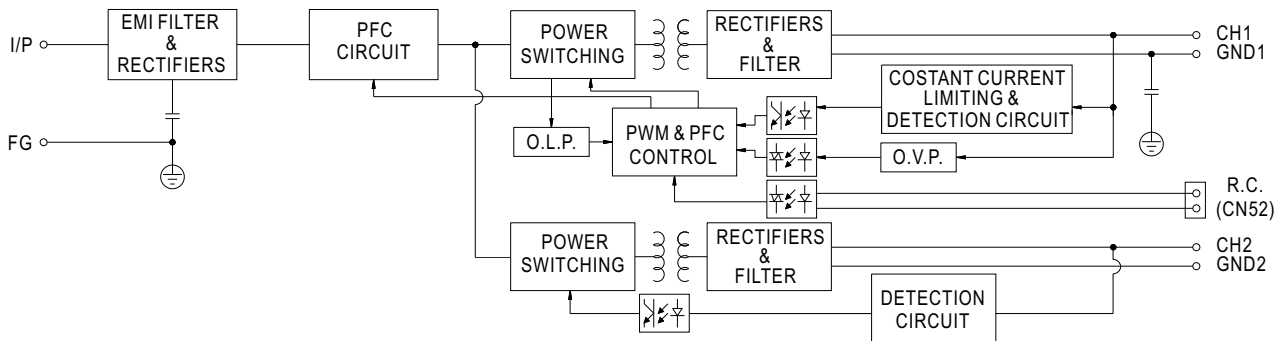 I/P
EMI FILTER
&
RECTIFIERS
PFC
CIRCUIT
POWER
SWITCHING
RECTIFIERS
&
FILTER
CH1
GND1
COSTANT CURRENT
LIMITING &
DETECTION CIRCUIT
FG
O.L.P.
PWM & PFC
CONTROL
O.V.P.
R.C.
(CN52)
POWER
SWITCHING
RECTIFIERS
&
FILTER
CH2
GND2
DETECTION
CIRCUIT